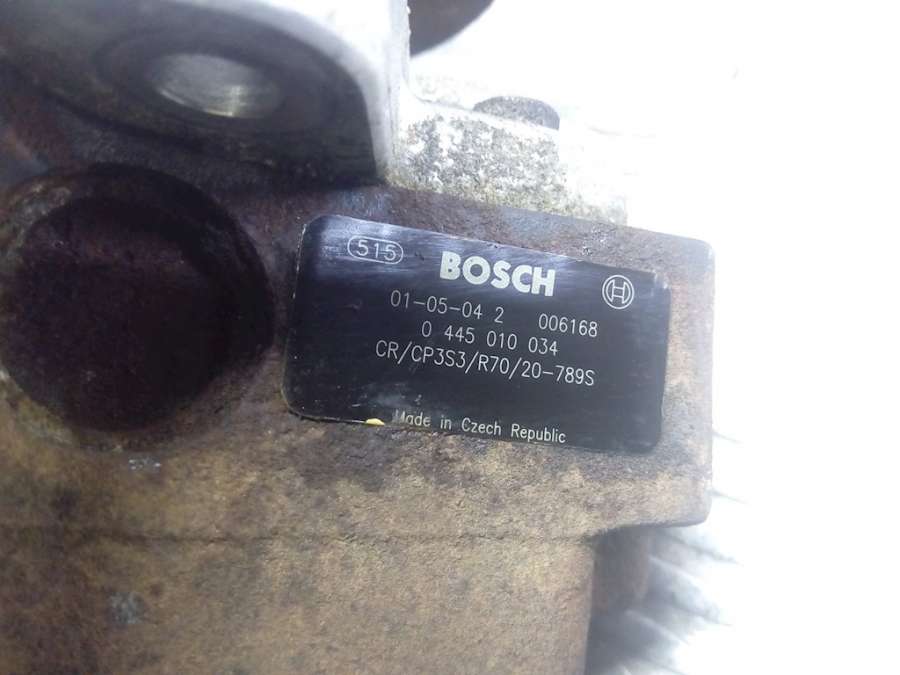 515 BOSCH
01-05-04 2 006168
0 445 010 034
CR/CP3S3/R70/20-789S
Made in Czech Republic